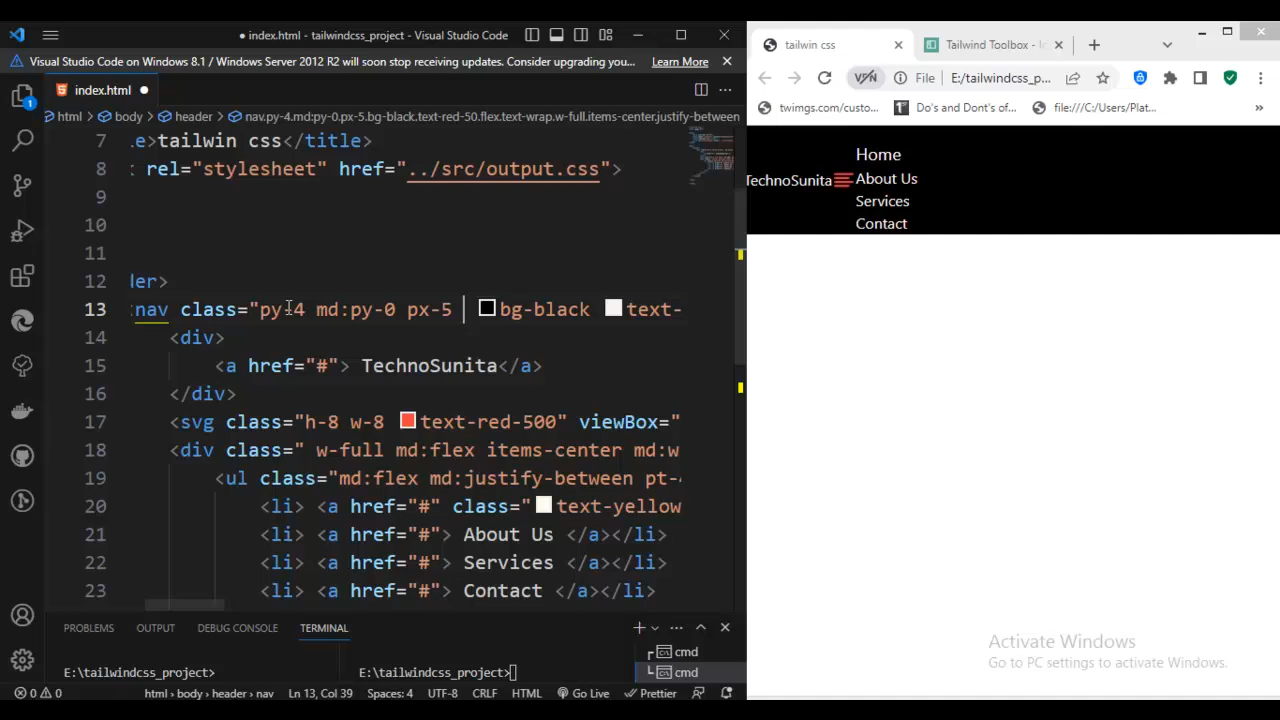 ● index.html - tailwindcss_project - Visual Studio Code
Visual Studio Code on Windows 8.1 / Windows Server 2012 R2 will soon stop receiving updates. Consider upgrading you... Learn More
index.html ●
html > body > header > nav.py-4.md:py-0.px-5.bg-black.text-red-50.flex.text-wrap.w-full.items-center.justify-between
7 e>tailwin css</title>
8 : rel="stylesheet" href="../src/output.css">
9
10
11
12 der>
13 nav class="py-4 md:py-0 px-5 bg-black text-
14 <div>
15 <a href="#"> TechnoSunita</a>
16 </div>
17 <svg class="h-8 w-8 text-red-500" viewBox="
18 <div class=" w-full md:flex items-center md:w
19 <ul class="md:flex md:justify-between pt-4
20 <li> <a href="#" class=" text-yellow
21 <li> <a href="#"> About Us </a></li>
22 <li> <a href="#"> Services </a></li>
23 <li> <a href="#"> Contact </a></li>
1
PROBLEMS OUTPUT DEBUG CONSOLE TERMINAL
E:\tailwindcss_project> E:\tailwindcss_project>
cmd
cmd
0 0 html > body > header > nav Ln 13, Col 39 Spaces: 4 UTF-8 CRLF HTML Go Live Prettier
tailwin css
Tailwind Toolbox - Ic
VPN File E:/tailwindcss_p...
twimgs.com/custo... 1st Do's and Dont's of... file:///C:/Users/Plat... »
Home
TechnoSunita About Us
Services
Contact
Activate Windows
Go to PC settings to activate Windows.